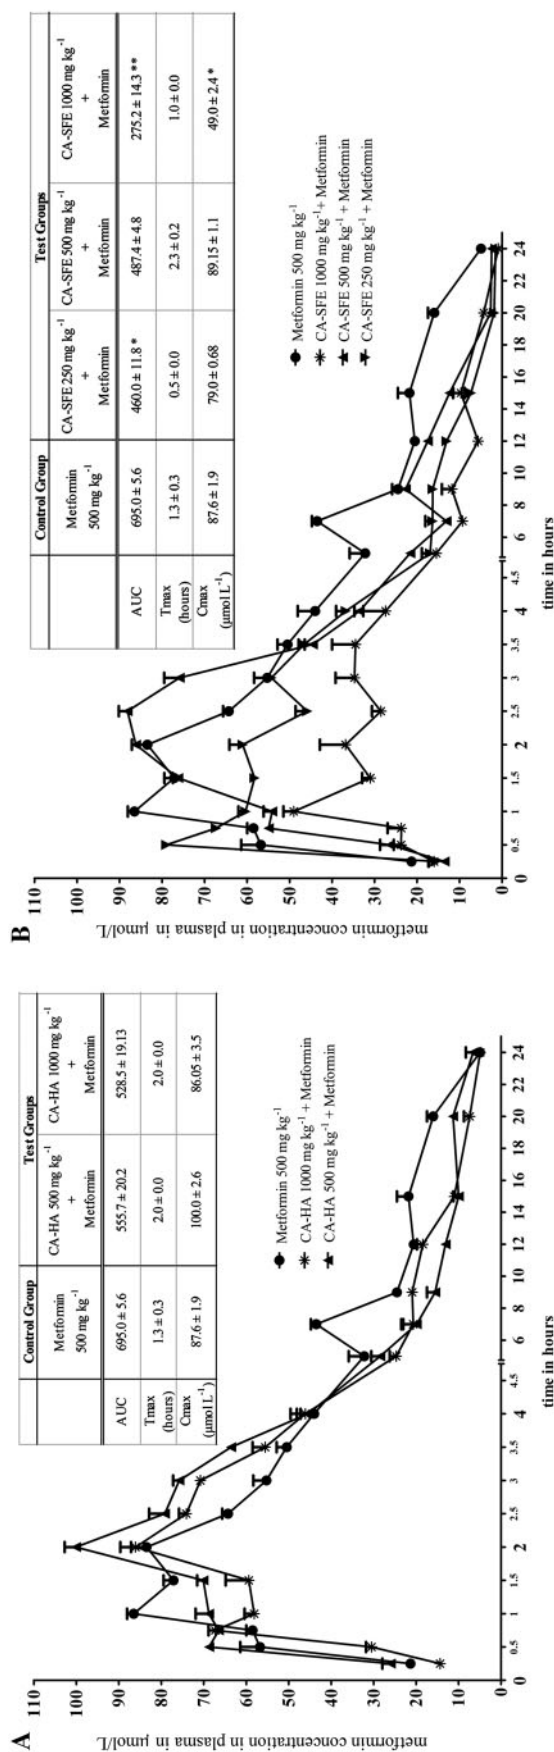 A
Control Group Test Groups
Metformin 500 mg kg-1 CA-HA 500 mg kg-1 + Metformin CA-HA 1000 mg kg-1 + Metformin
AUC 695.0 ± 5.6 555.7 ± 20.2 528.5 ± 19.13
Tmax (hours) 1.3 ± 0.3 2.0 ± 0.0 2.0 ± 0.0
Cmax (µmol L-1) 87.6 ± 1.9 100.0 ± 2.6 86.05 ± 3.5
Metformin 500 mg kg-1
CA-HA 1000 mg kg-1 + Metformin
CA-HA 500 mg kg-1 + Metformin
metformin concentration in plasma in µmol/L
110
100
90
80
70
60
50
40
30
20
10
0
0 0.5 1 1.5 2 2.5 3 3.5 4 4.5 6 8 10 12 14 16 18 20 22 24
time in hours
B
Control Group Test Groups
Metformin 500 mg kg-1 CA-SFE 250 mg kg-1 + Metformin CA-SFE 500 mg kg-1 + Metformin CA-SFE 1000 mg kg-1 + Metformin
AUC 695.0 ± 5.6 460.0 ± 11.8 * 487.4 ± 4.8 275.2 ± 14.3 **
Tmax (hours) 1.3 ± 0.3 0.5 ± 0.0 2.3 ± 0.2 1.0 ± 0.0
Cmax (µmol L-1) 87.6 ± 1.9 79.0 ± 0.68 89.15 ± 1.1 49.0 ± 2.4 *
Metformin 500 mg kg-1
CA-SFE 1000 mg kg-1 + Metformin
CA-SFE 500 mg kg-1 + Metformin
CA-SFE 250 mg kg-1 + Metformin
metformin concentration in plasma in µmol/L
110
100
90
80
70
60
50
40
30
20
10
0
0 0.5 1 1.5 2 2.5 3 3.5 4 4.5 6 8 10 12 14 16 18 20 22 24
time in hours